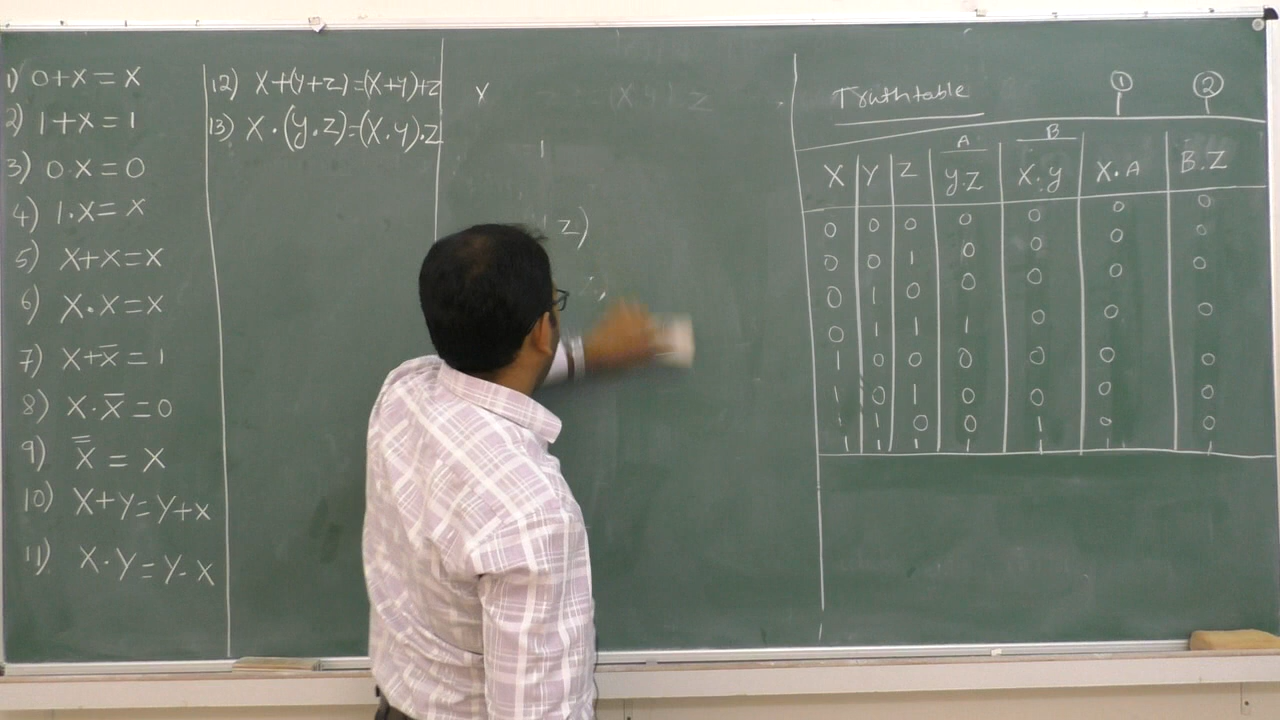 1) 0+x = x
2) 1+x = 1
3) 0·x = 0
4) 1·x = x
5) x+x = x
6) x·x = x
7) x+x̄ = 1
8) x·x̄ = 0
9) x̿ = x
10) x+y = y+x
11) x·y = y·x
12) x+(y+z)=(x+y)+z
13) x·(y·z)=(x·y)·z
Y
(x y) z
1
z)
Truth table ① ②
A B
X Y Z Y.Z X.Y X.A B.Z
0 0 0 0 0 0 0
0 0 1 0 0 0 0
0 1 0 0 0 0 0
0 1 1 1 0 0 0
1 0 0 0 0 0 0
1 0 1 0 0 0 0
1 1 0 0 1 0 0
1 1 1 1 1 1 1